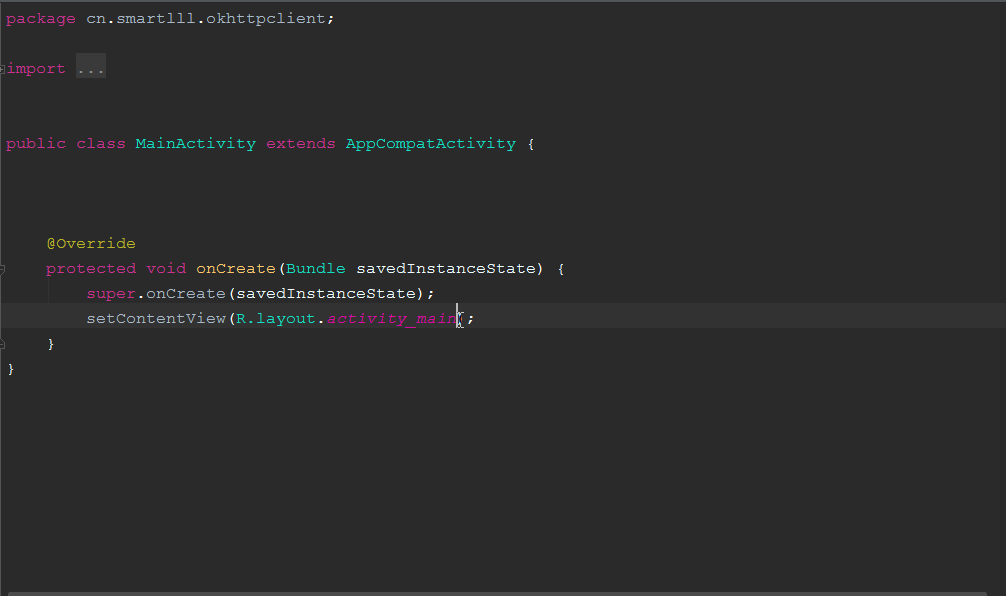 package cn.smartlll.okhttpclient;
import ...
public class MainActivity extends AppCompatActivity {
@Override
protected void onCreate(Bundle savedInstanceState) {
super.onCreate(savedInstanceState);
setContentView(R.layout.activity_main);
}
}